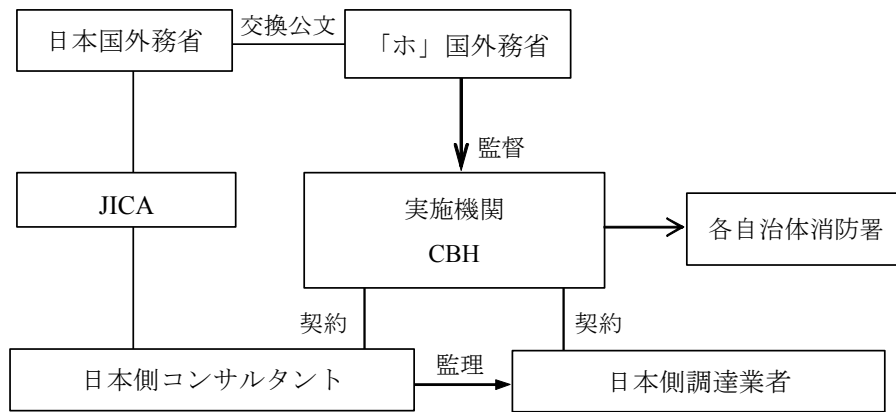 日本国外務省
交換公文
「ホ」国外務省
監督
JICA
実施機関
CBH
各自治体消防署
契約
契約
日本側コンサルタント
監理
日本側調達業者